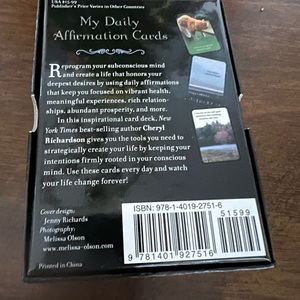 USA $15.99
Publisher's Price Varies in Other Countries
My Daily
Affirmation Cards
Reprogram your subconscious mind
and create a life that honors your
deepest desires by using daily affirmations
that keep you focused on vibrant health,
meaningful experiences, rich relation-
ships, abundant prosperity, and more.
In this inspirational card deck, New
York Times best-selling author Cheryl
Richardson gives you the tools you need to
strategically create your life by keeping your
intentions firmly rooted in your conscious
mind. Use these cards every day and watch
your life change forever!
Cover design:
Jenny Richards
Photography:
Melissa Olson
www.melissa-olson.com
Printed in China
ISBN: 978-1-4019-2751-6
51599
9 781401 927516